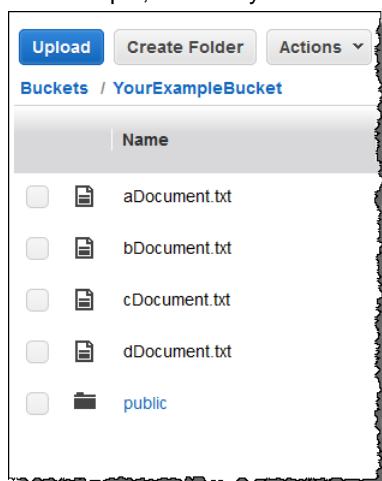 Upload Create Folder Actions
Buckets / YourExampleBucket
Name
aDocument.txt
bDocument.txt
cDocument.txt
dDocument.txt
public